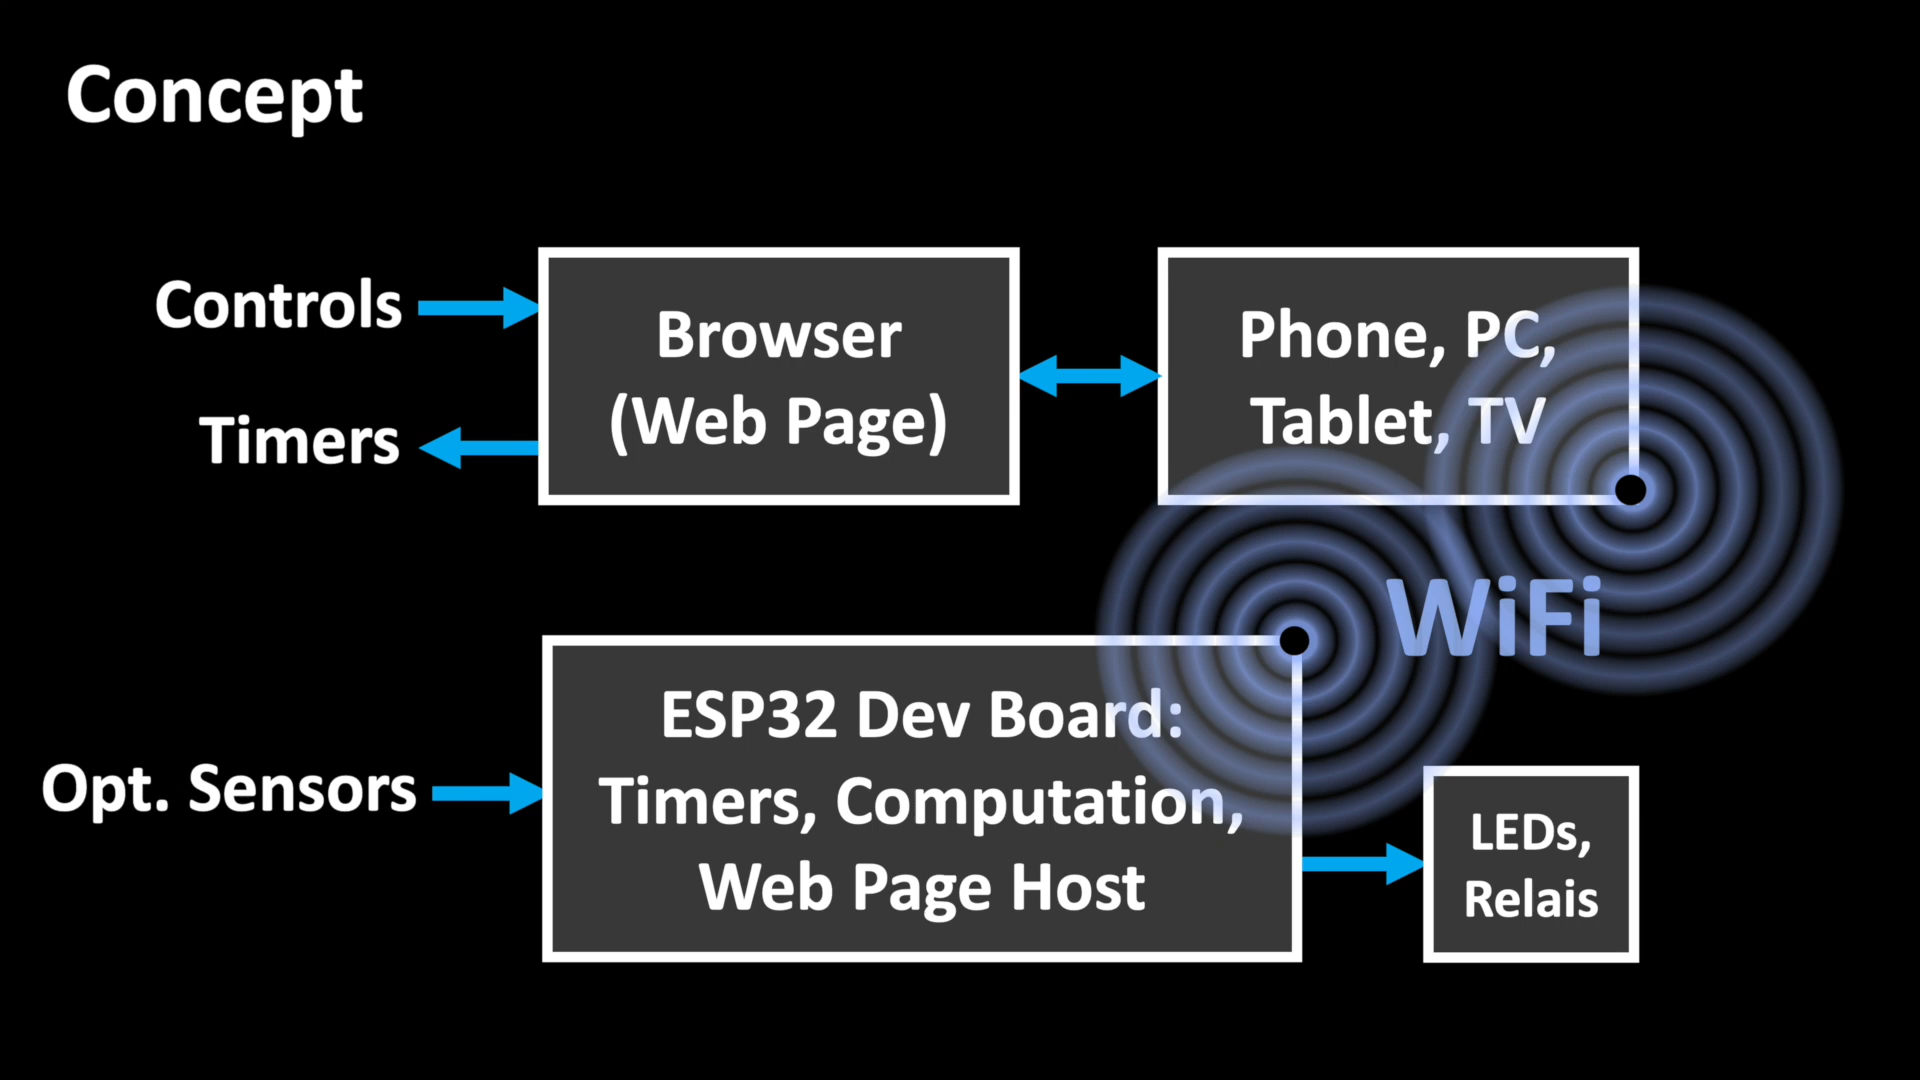 Concept
Controls
Timers
Browser
(Web Page)
Phone, PC,
Tablet, TV
WiFi
Opt. Sensors
ESP32 Dev Board:
Timers, Computation,
Web Page Host
LEDs,
Relais